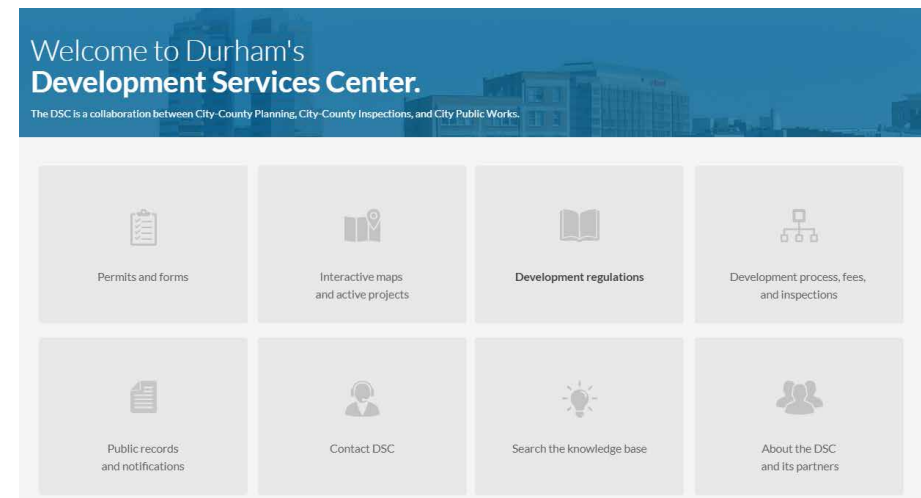 Welcome to Durham's
Development Services Center.
The DSC is a collaboration between City-County Planning, City-County Inspections, and City Public Works.
Permits and forms
Interactive maps
and active projects
Development regulations
Development process, fees,
and inspections
Public records
and notifications
Contact DSC
Search the knowledge base
About the DSC
and its partners